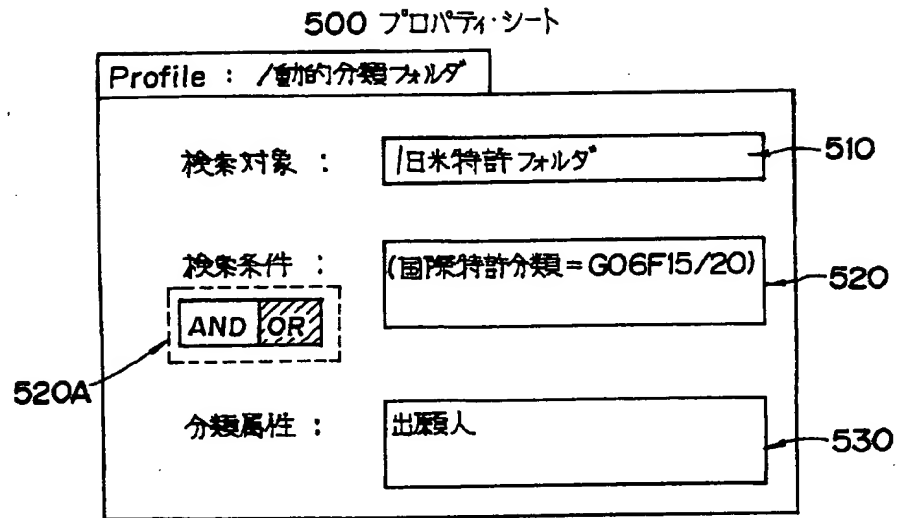 500 プロパティ・シート
Profile : /動的分類フォルダ
検索対象 :
/日米特許フォルダ
510
検索条件 :
(国際特許分類=G06F15/20)
520
AND OR
520A
分類属性 :
出願人
530